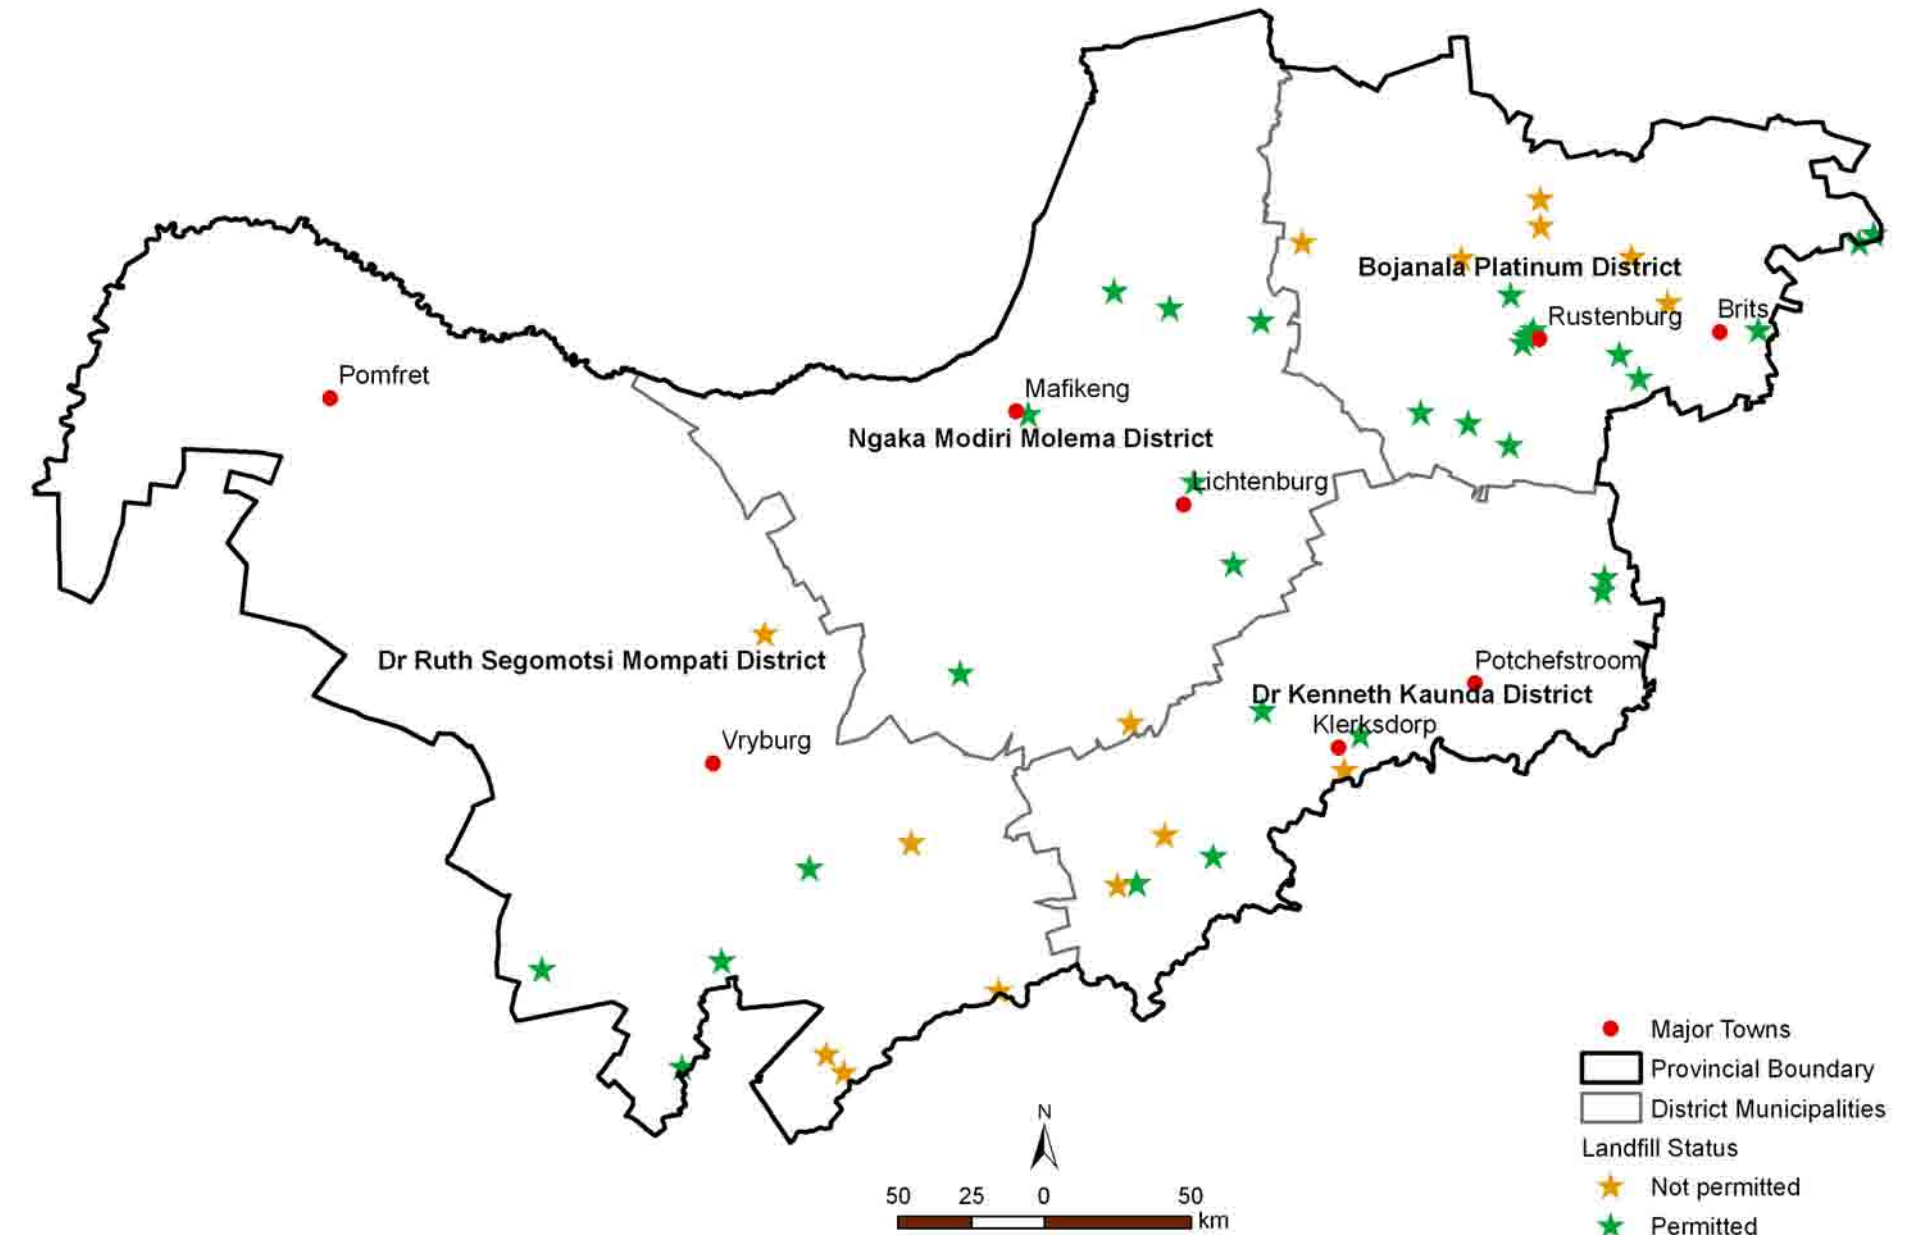 Bojanala Platinum District
Brits
Rustenburg
Pomfret
Mafikeng
Ngaka Modiri Molema District
Lichtenburg
Dr Ruth Segomotsi Mompati District
Potchefstroom
Dr Kenneth Kaunda District
Klerksdorp
Vryburg
N
50 25 0 50
km
Major Towns
Provincial Boundary
District Municipalities
Landfill Status
Not permitted
Permitted